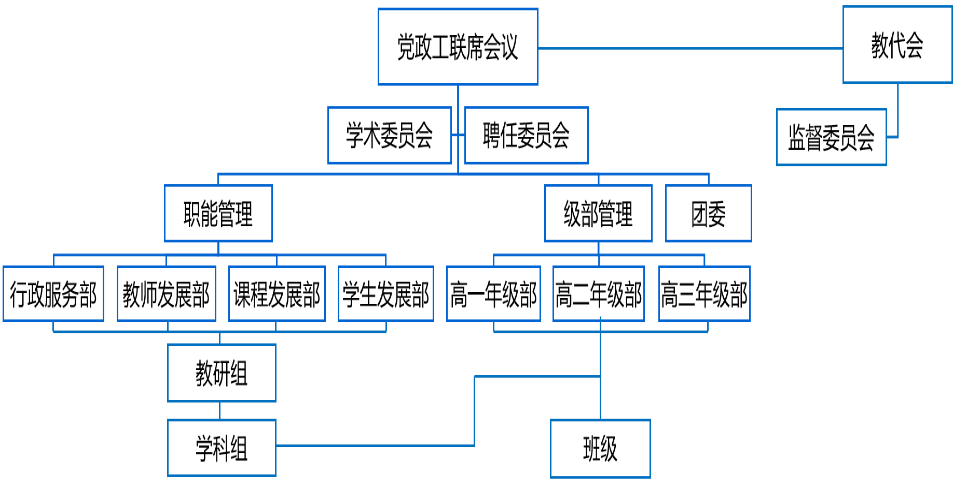 党政工联席会议
教代会
学术委员会
聘任委员会
监督委员会
职能管理
级部管理
团委
行政服务部
教师发展部
课程发展部
学生发展部
高一年级部
高二年级部
高三年级部
教研组
学科组
班级